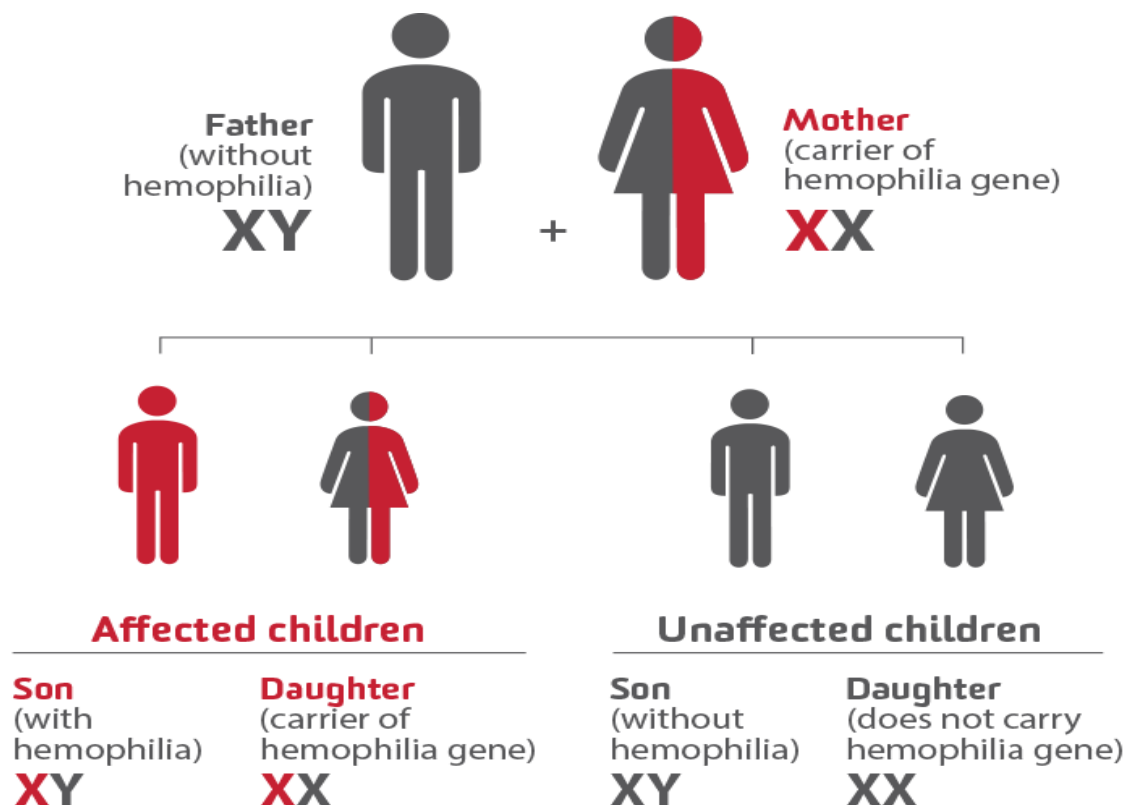 Father
(without
hemophilia)
XY
+
Mother
(carrier of
hemophilia gene)
XX
Affected children
Son
(with
hemophilia)
XY
Daughter
(carrier of
hemophilia gene)
XX
Unaffected children
Son
(without
hemophilia)
XY
Daughter
(does not carry
hemophilia gene)
XX